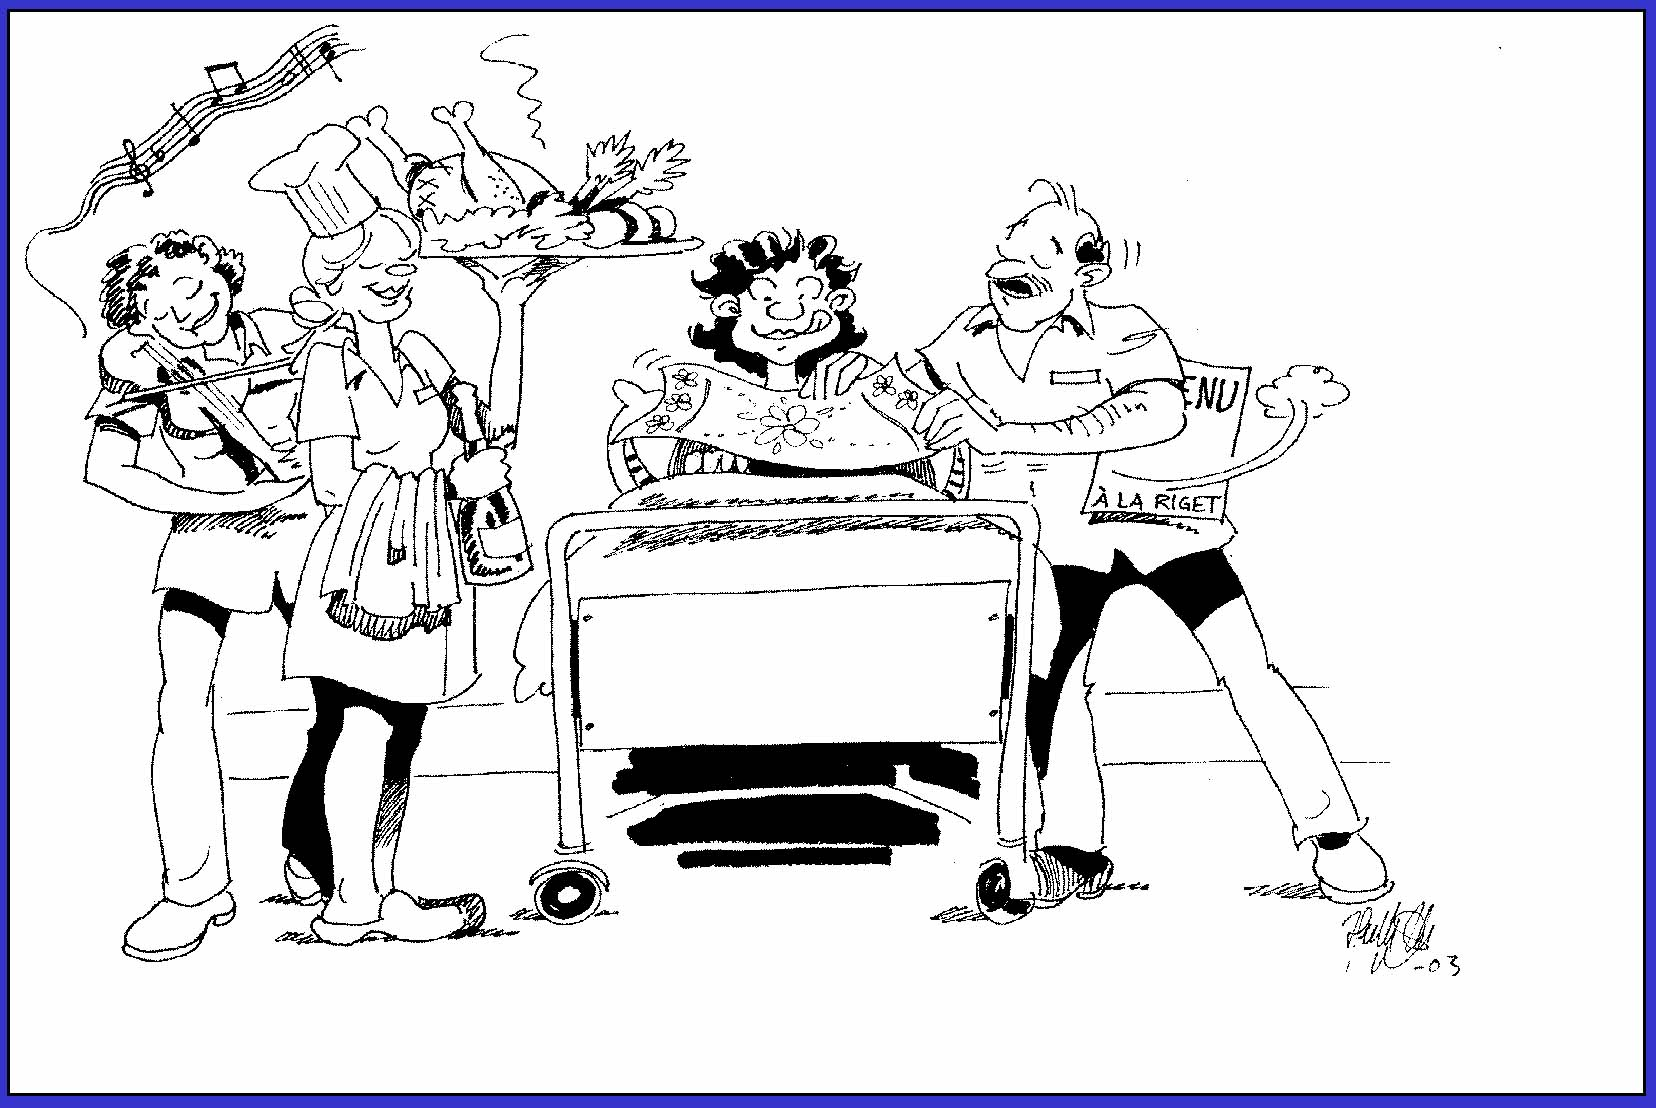 ENU
À LA RIGET
-03